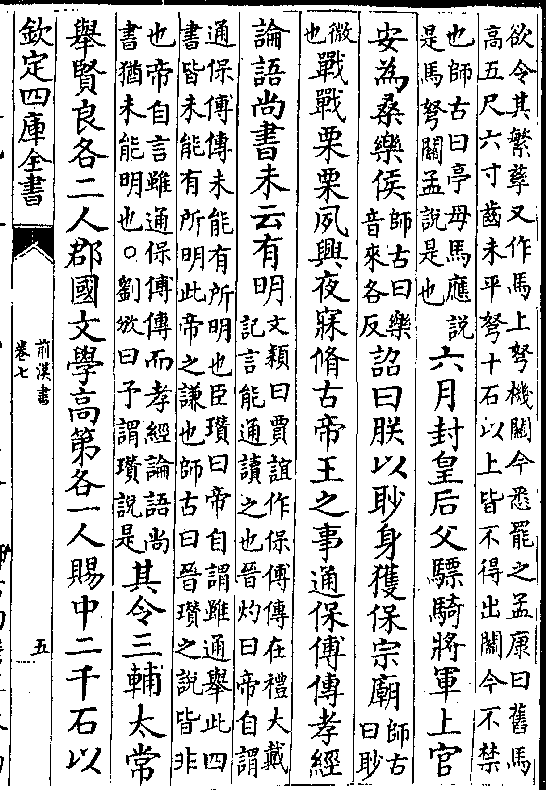 欲令其繁孳又作馬上弩機關今悉罷之孟康曰舊馬
高五尺六寸齒未平弩十石以上皆不得出關今不禁
也師古曰亭母馬應說
是馬弩關孟說是也
六月封皇后父驃騎將軍上官
安為桑樂侯
師古曰樂
音來各反
詔曰朕以眇身獲保宗廟
師古
曰眇
微
也
戰戰栗栗夙興夜寐脩古帝王之事通保傅傳孝經
論語尚書未云有明
文穎曰賈誼作保傅傳在禮大戴
記言能通讀之也晉灼曰帝自謂
通保傅傳未能有所明也臣瓚曰帝自謂雖通舉此四
書皆未能有所明此帝之謙也師古曰晉瓚之說皆非
也帝自言雖通保傅傳而孝經論語尚
書猶未能明也○劉攽曰予謂瓚說是
其令三輔太常
舉賢良各二人郡國文學高第各一人賜中二千石以
欽定四庫全書
前漢書
卷七
五